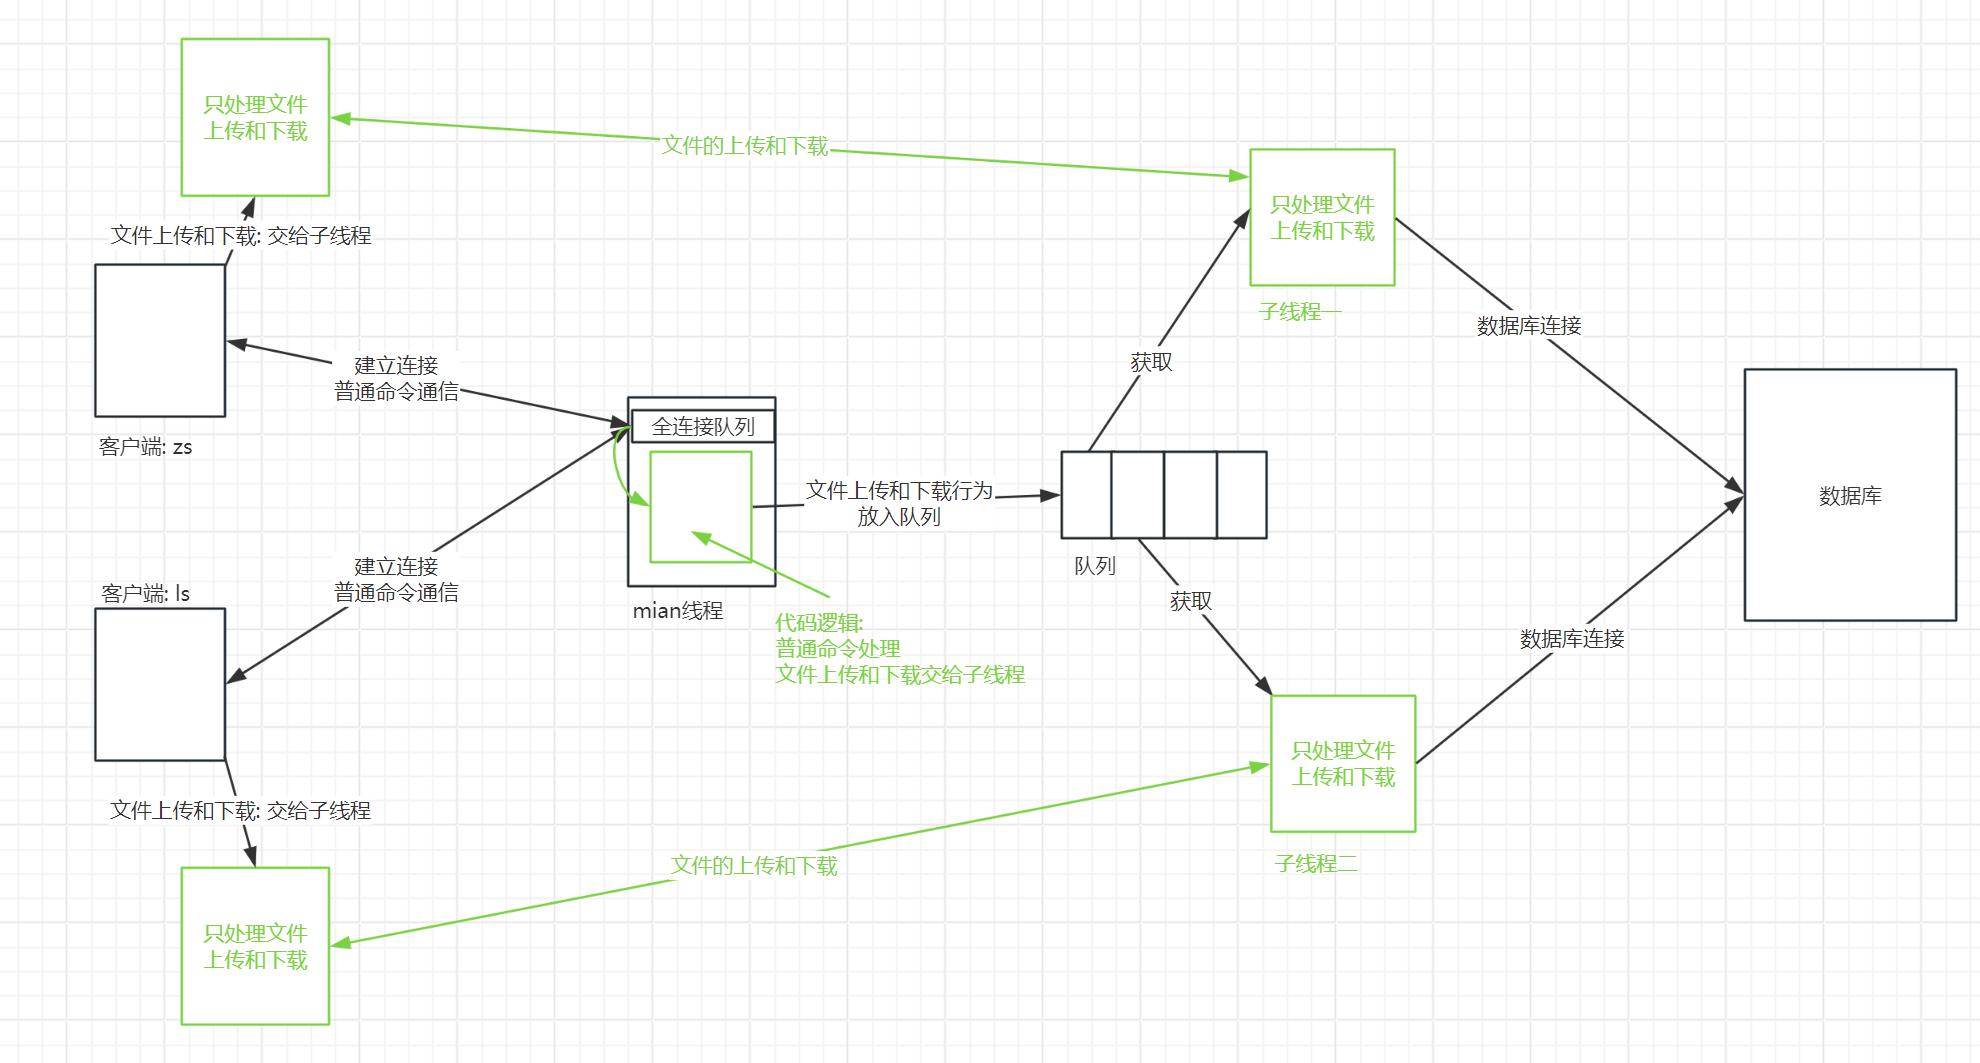 只处理文件
上传和下载
文件的上传和下载
只处理文件
上传和下载
文件上传和下载: 交给子线程
子线程一
数据库连接
建立连接
普通命令通信
获取
客户端: zs
全连接队列
文件上传和下载行为
放入队列
数据库
队列
建立连接
普通命令通信
客户端: ls
获取
mian线程
代码逻辑:
普通命令处理
文件上传和下载交给子线程
数据库连接
只处理文件
上传和下载
文件上传和下载: 交给子线程
文件的上传和下载
子线程二
只处理文件
上传和下载